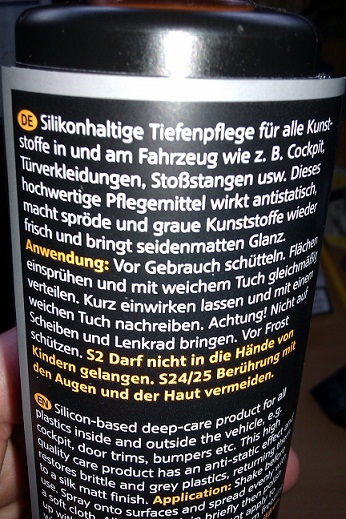 DE Silikonhaltige Tiefenpflege für alle Kunst-
stoffe in und am Fahrzeug wie z. B. Cockpit,
Türverkleidungen, Stoßstangen usw. Dieses
hochwertige Pflegemittel wirkt antistatisch,
macht spröde und graue Kunststoffe wieder
frisch und bringt seidenmatten Glanz.
Anwendung: Vor Gebrauch schütteln. Flächen
einsprühen und mit weichem Tuch gleichmäßig
verteilen. Kurz einwirken lassen und mit einem
weichen Tuch nachreiben. Achtung! Nicht auf
Scheiben und Lenkrad bringen. Vor Frost
schützen. S2 Darf nicht in die Hände von
Kindern gelangen. S24/25 Berührung mit
den Augen und der Haut vermeiden.
EN Silicon-based deep-care product for all
plastics inside and outside the vehicle, e.g.
cockpit, door trims, bumpers etc. This high
quality care product has an anti-static effect and
restores brittle and grey plastics, returning them
to a silk matt finish. Application: Shake before
use. Spray onto surfaces and spread evenly
a soft cloth. briefly then
up